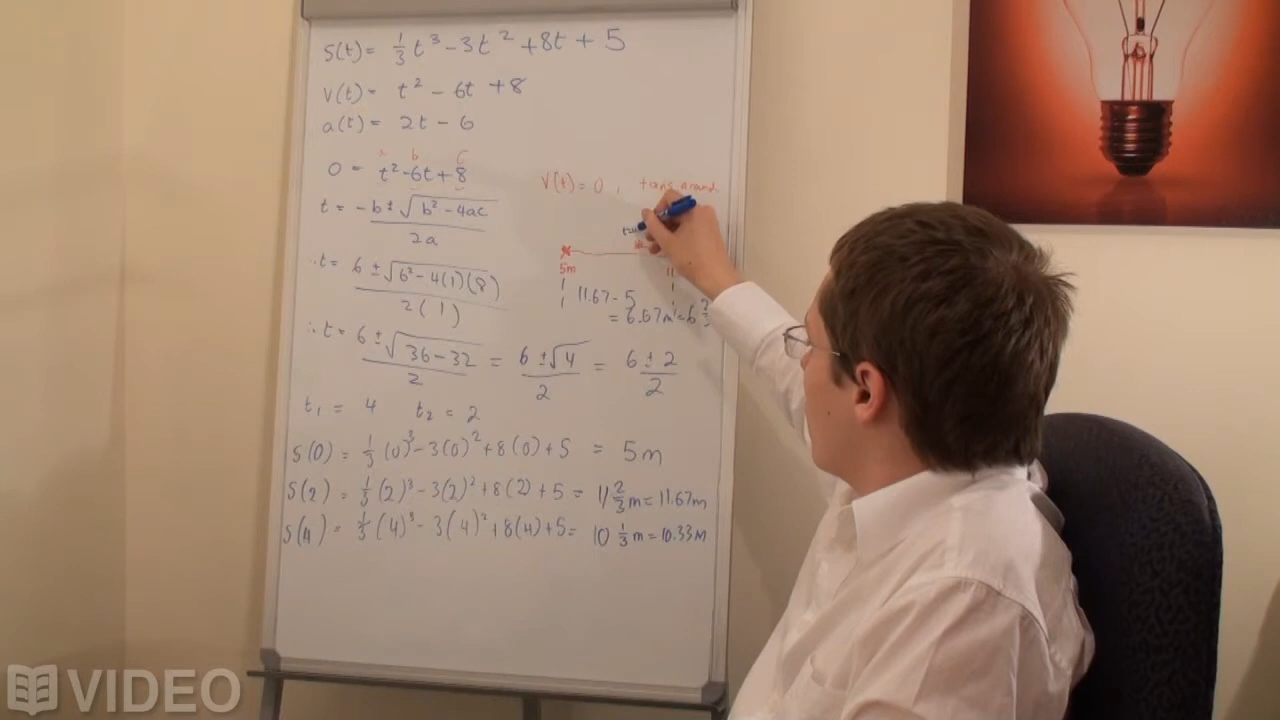 s(t) = 1/3 t³ - 3t² + 8t + 5
v(t) = t² - 6t + 8
a(t) = 2t - 6
a b c
0 = t² - 6t + 8
V(t) = 0,
t = -b ± √(b² - 4ac) / 2a
5m
∴ t = 6 ± √(6² - 4(1)(8)) / 2(1)
11.67 - 5
= 6.67m = 6 2/3
∴ t = 6 ± √(36 - 32) / 2 = 6 ± √4 / 2 = 6 ± 2 / 2
t₁ = 4 t₂ = 2
s(0) = 1/3 (0)³ - 3(0)² + 8(0) + 5 = 5m
s(2) = 1/3 (2)³ - 3(2)² + 8(2) + 5 = 11 2/3 m = 11.67m
s(4) = 1/3 (4)³ - 3(4)² + 8(4) + 5 = 10 1/3 m = 10.33m
VIDEO